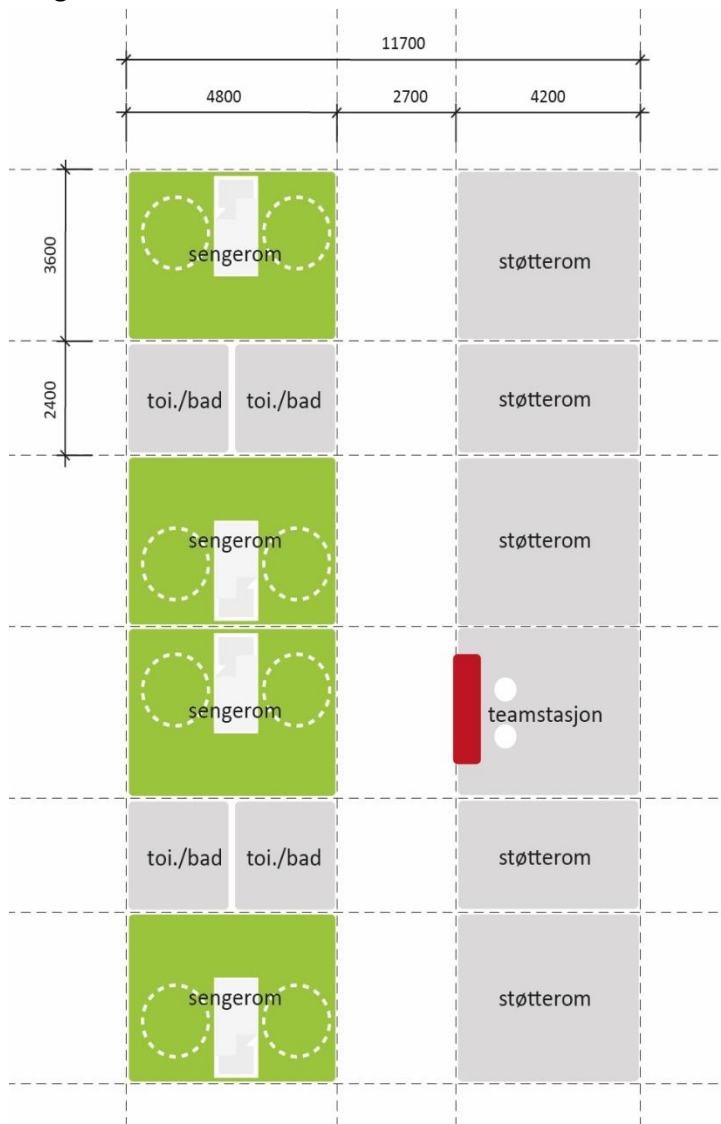 11700
4800 2700 4200
3600
sengerom støtterom
2400
toi./bad toi./bad støtterom
sengerom støtterom
sengerom teamstasjon
toi./bad toi./bad støtterom
sengerom støtterom